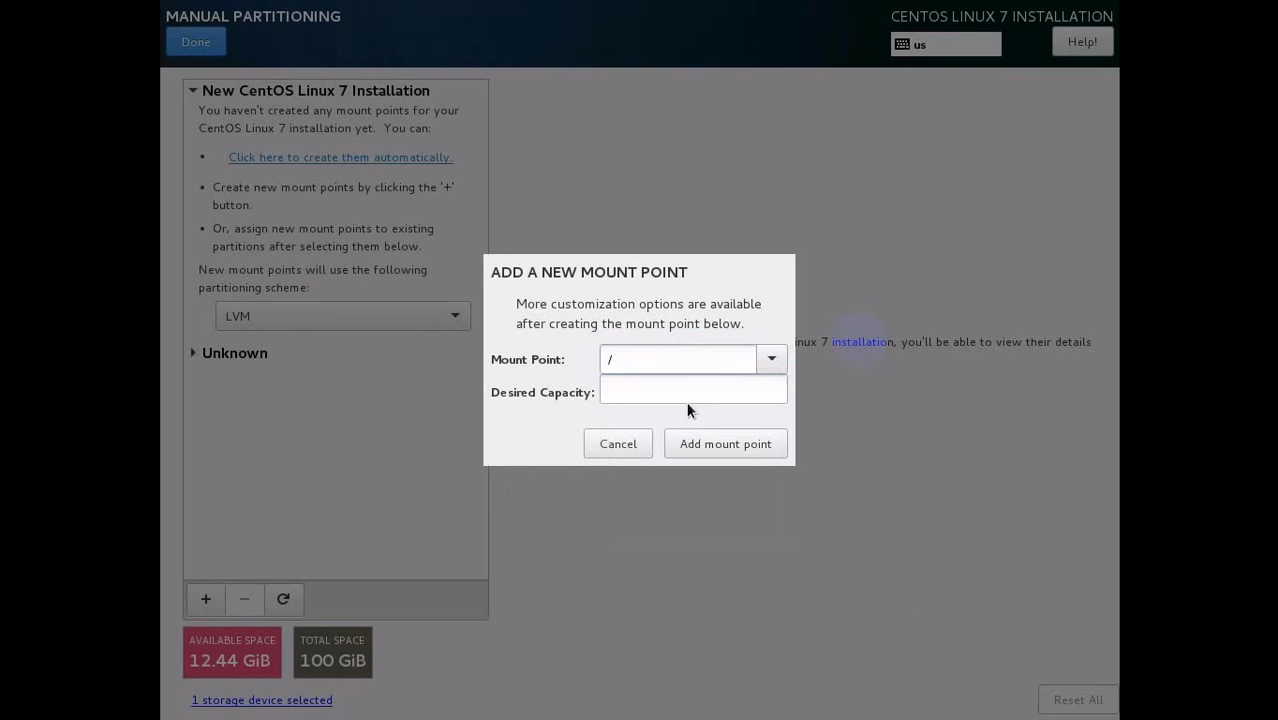 MANUAL PARTITIONING
CENTOS LINUX 7 INSTALLATION
Done
us
Help!
New CentOS Linux 7 Installation
You haven't created any mount points for your
CentOS Linux 7 installation yet.  You can:
• Click here to create them automatically.
• Create new mount points by clicking the '+'
button.
• Or, assign new mount points to existing
partitions after selecting them below.
New mount points will use the following
partitioning scheme:
LVM
Unknown
ADD A NEW MOUNT POINT
More customization options are available
after creating the mount point below.
Mount Point: /
Desired Capacity:
Cancel
Add mount point
inux 7 installation, you'll be able to view their details
+ −
AVAILABLE SPACE
12.44 GiB
TOTAL SPACE
100 GiB
1 storage device selected
Reset All